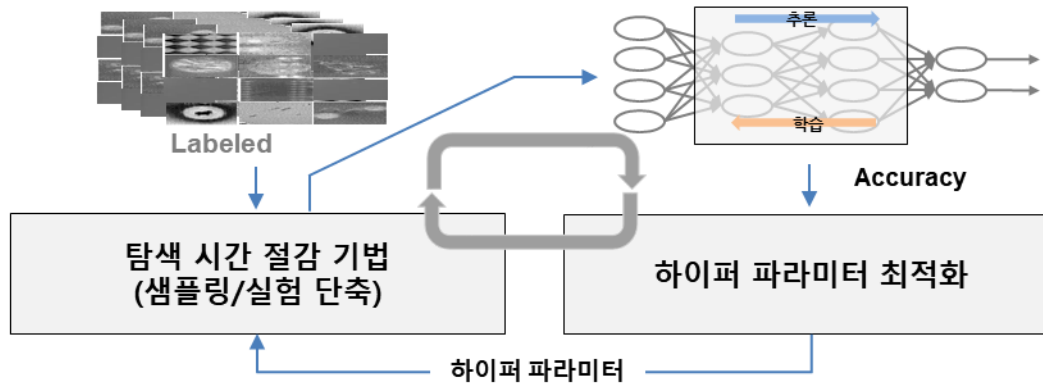 추론
학습
Labeled
Accuracy
탐색 시간 절감 기법
(샘플링/실험 단축)
하이퍼 파라미터 최적화
하이퍼 파라미터